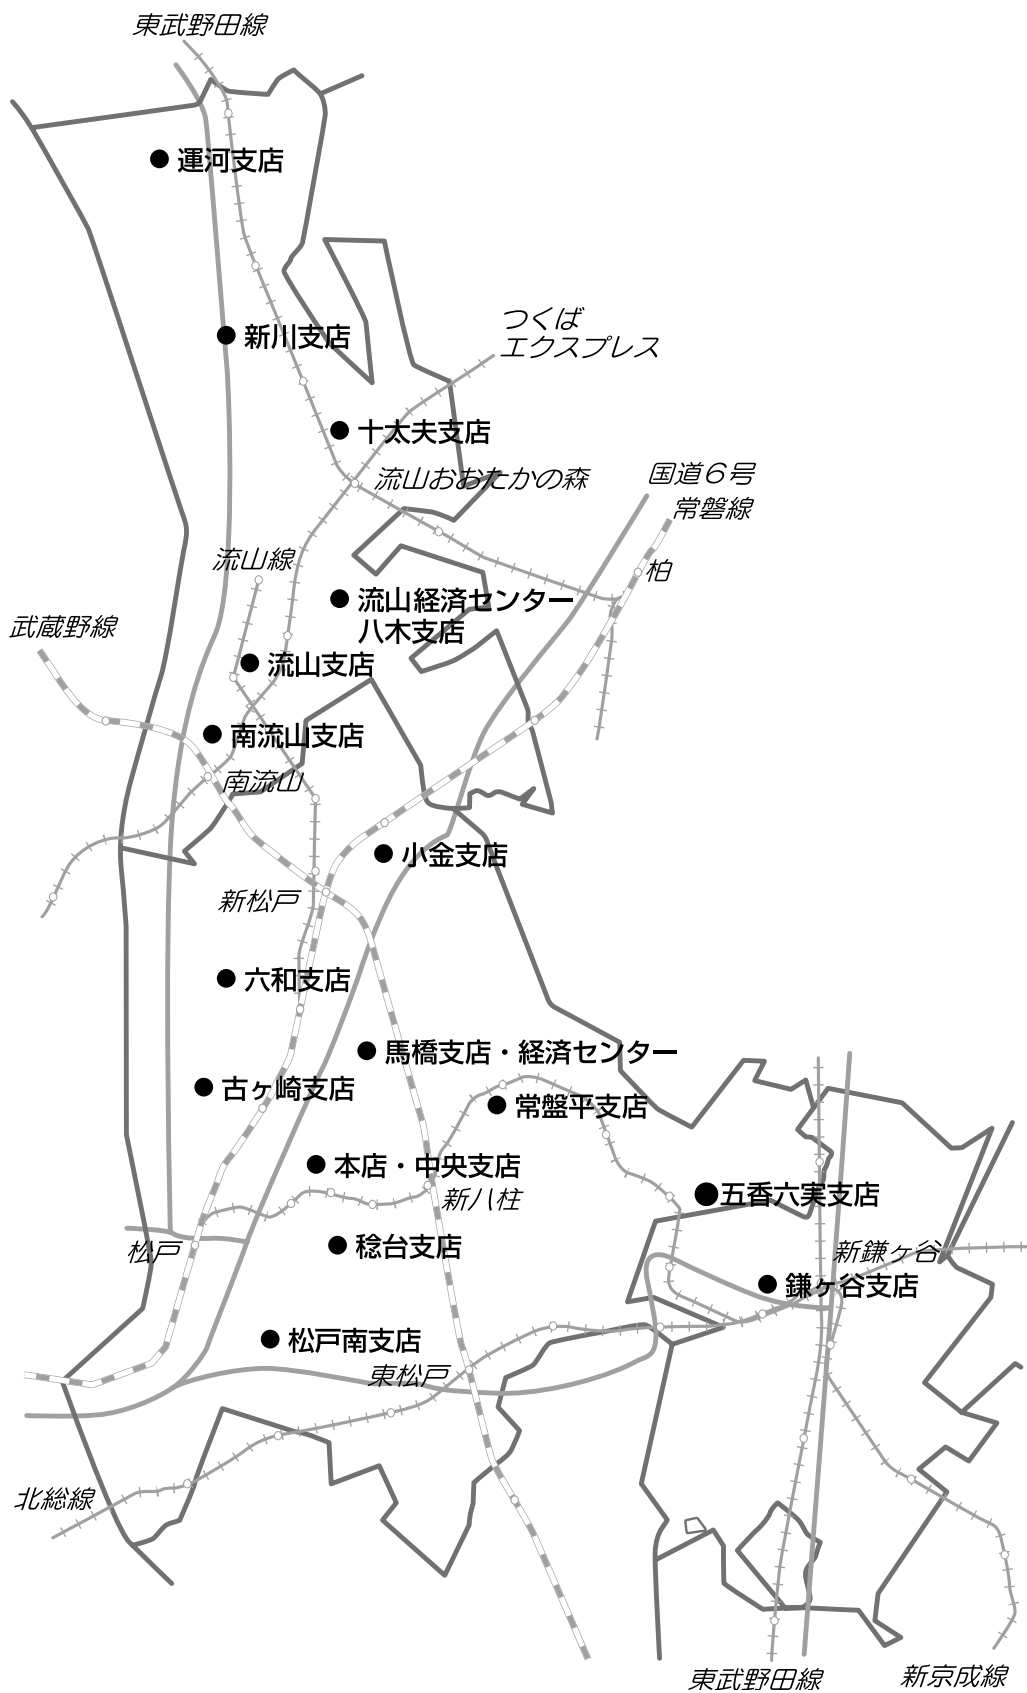 東武野田線
運河支店
つくば
エクスプレス
新川支店
十太夫支店
流山おおたかの森
国道6号
常磐線
流山線
柏
流山経済センター
八木支店
武蔵野線
流山支店
南流山支店
南流山
小金支店
新松戸
六和支店
馬橋支店・経済センター
古ヶ崎支店
常盤平支店
本店・中央支店
五香六実支店
新八柱
松戸
稔台支店
新鎌ヶ谷
鎌ヶ谷支店
松戸南支店
東松戸
北総線
東武野田線
新京成線